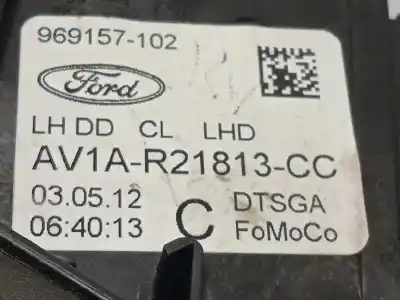 969157-102
Ford
LH DD CL LHD
AV1A-R21813-CC
03.05.12 DTSGA
06:40:13 C FoMoCo